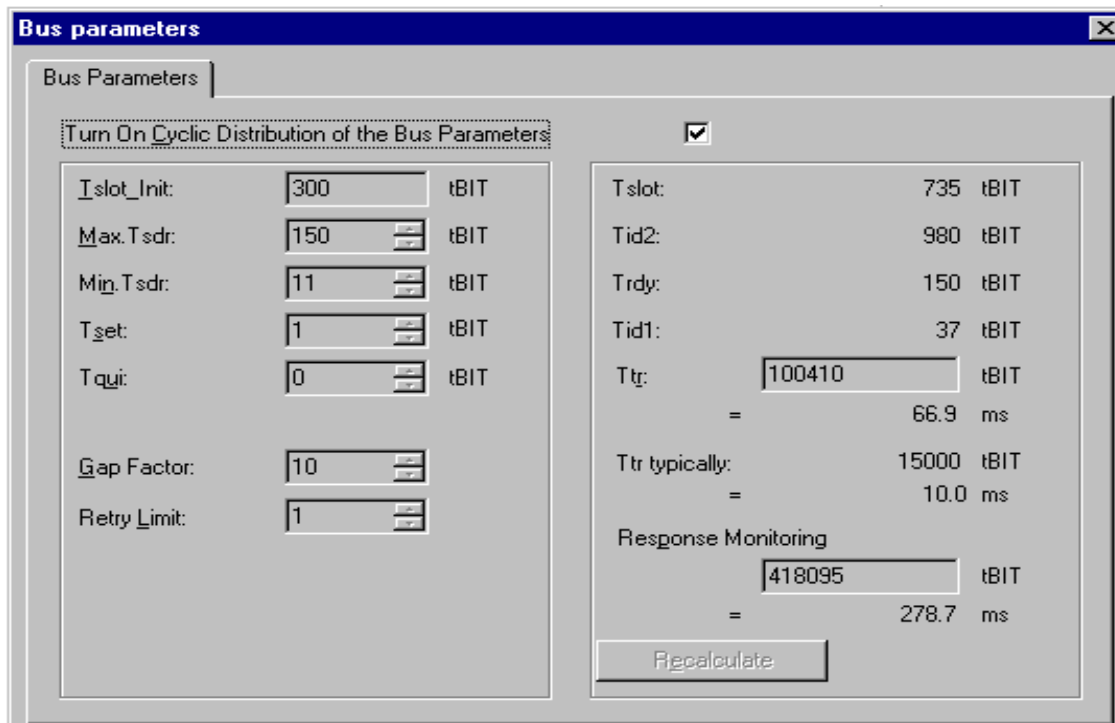 Bus parameters
Bus Parameters
Turn On Cyclic Distribution of the Bus Parameters
Tslot_Init: 300 tBIT
Max.Tsdr: 150 tBIT
Min.Tsdr: 11 tBIT
Tset: 1 tBIT
Tqui: 0 tBIT
Gap Factor: 10
Retry Limit: 1
Tslot: 735 tBIT
Tid2: 980 tBIT
Trdy: 150 tBIT
Tid1: 37 tBIT
Ttr: 100410 tBIT
= 66.9 ms
Ttr typically: 15000 tBIT
= 10.0 ms
Response Monitoring
418095 tBIT
= 278.7 ms
Recalculate